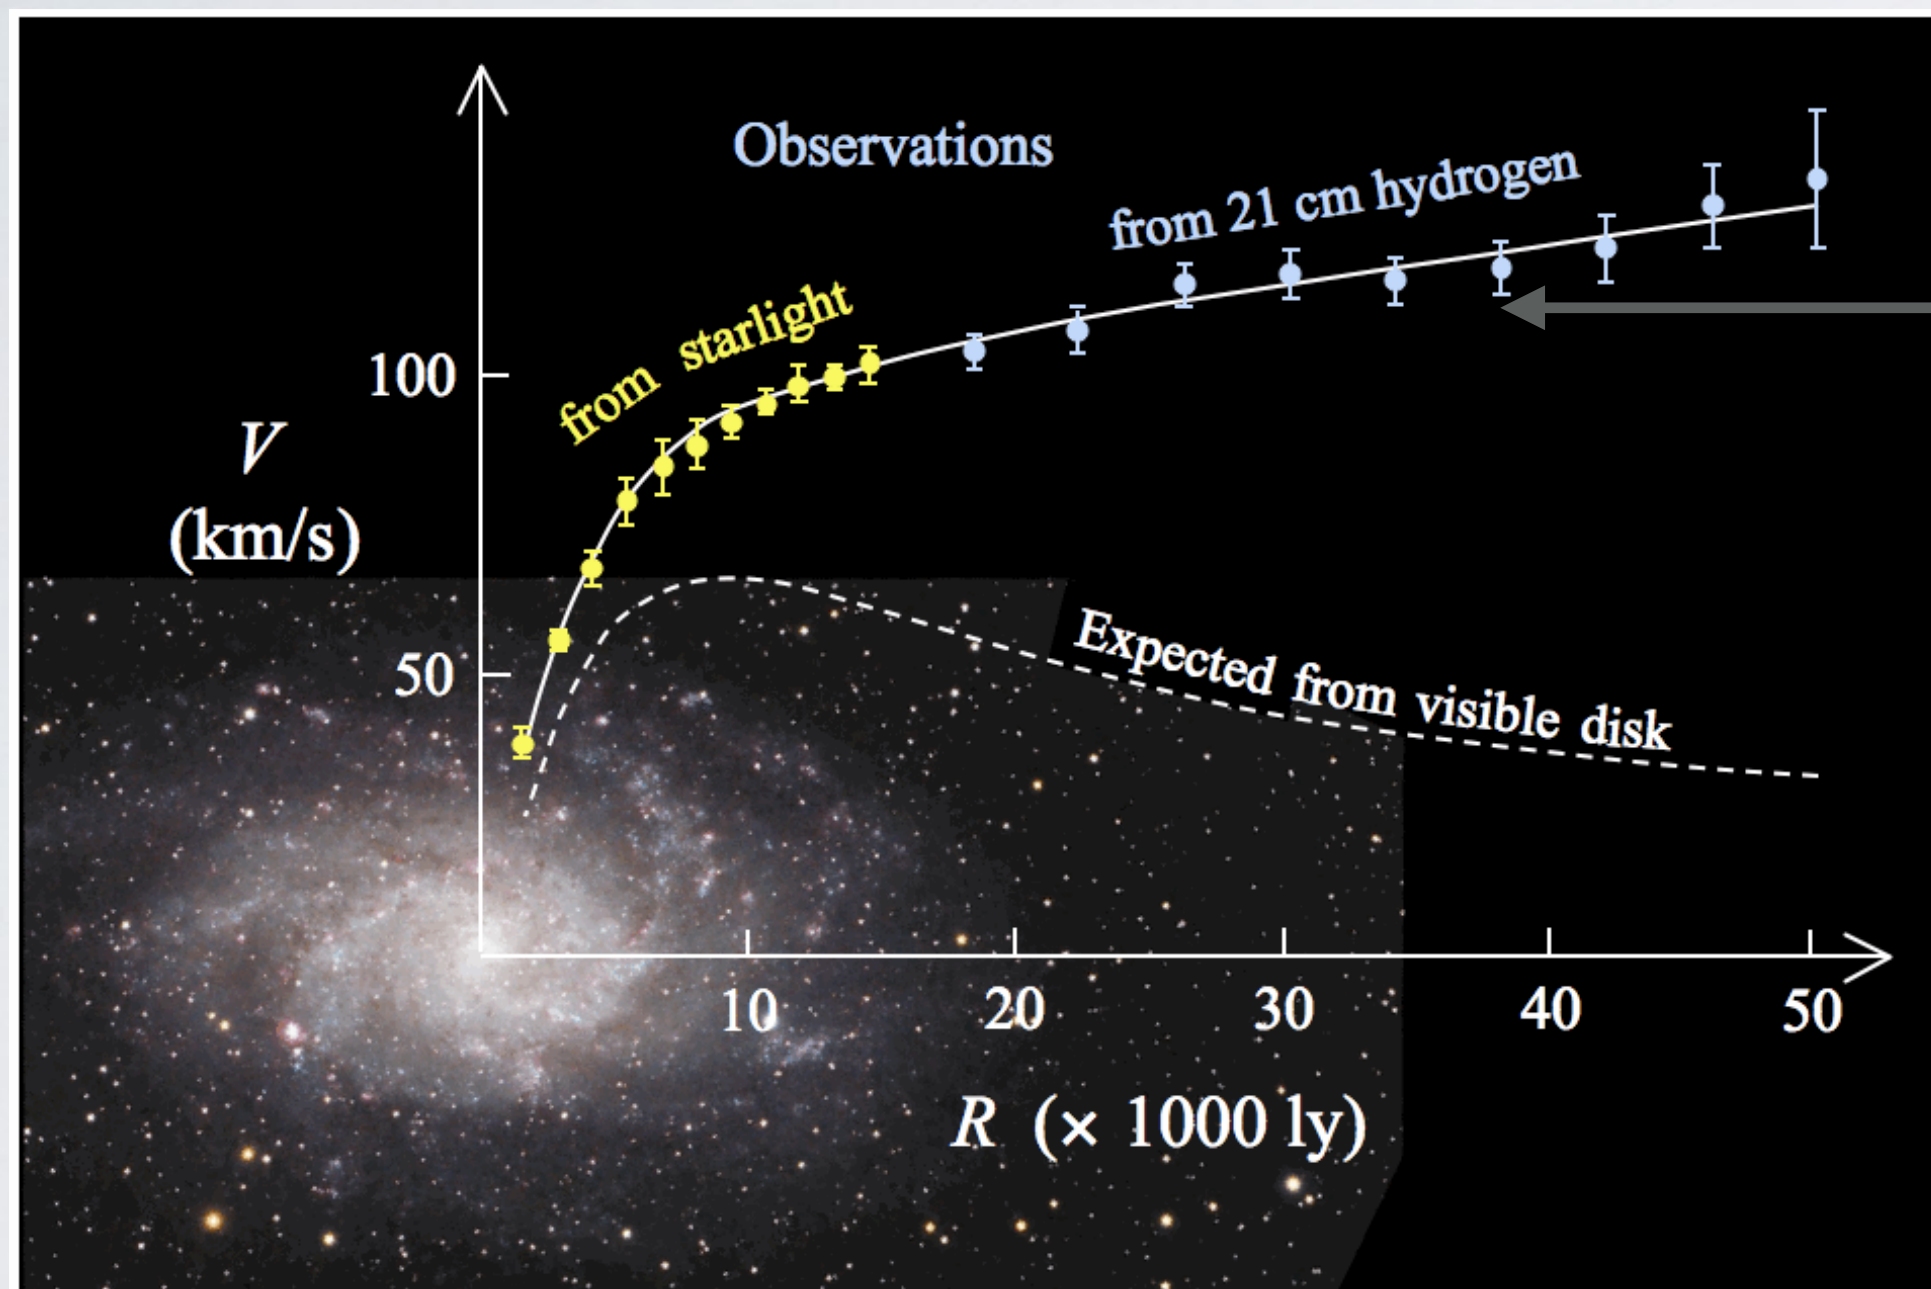 Observations
from 21 cm hydrogen
from starlight
100
V
(km/s)
50
Expected from visible disk
10
20
30
40
50
R (× 1000 ly)